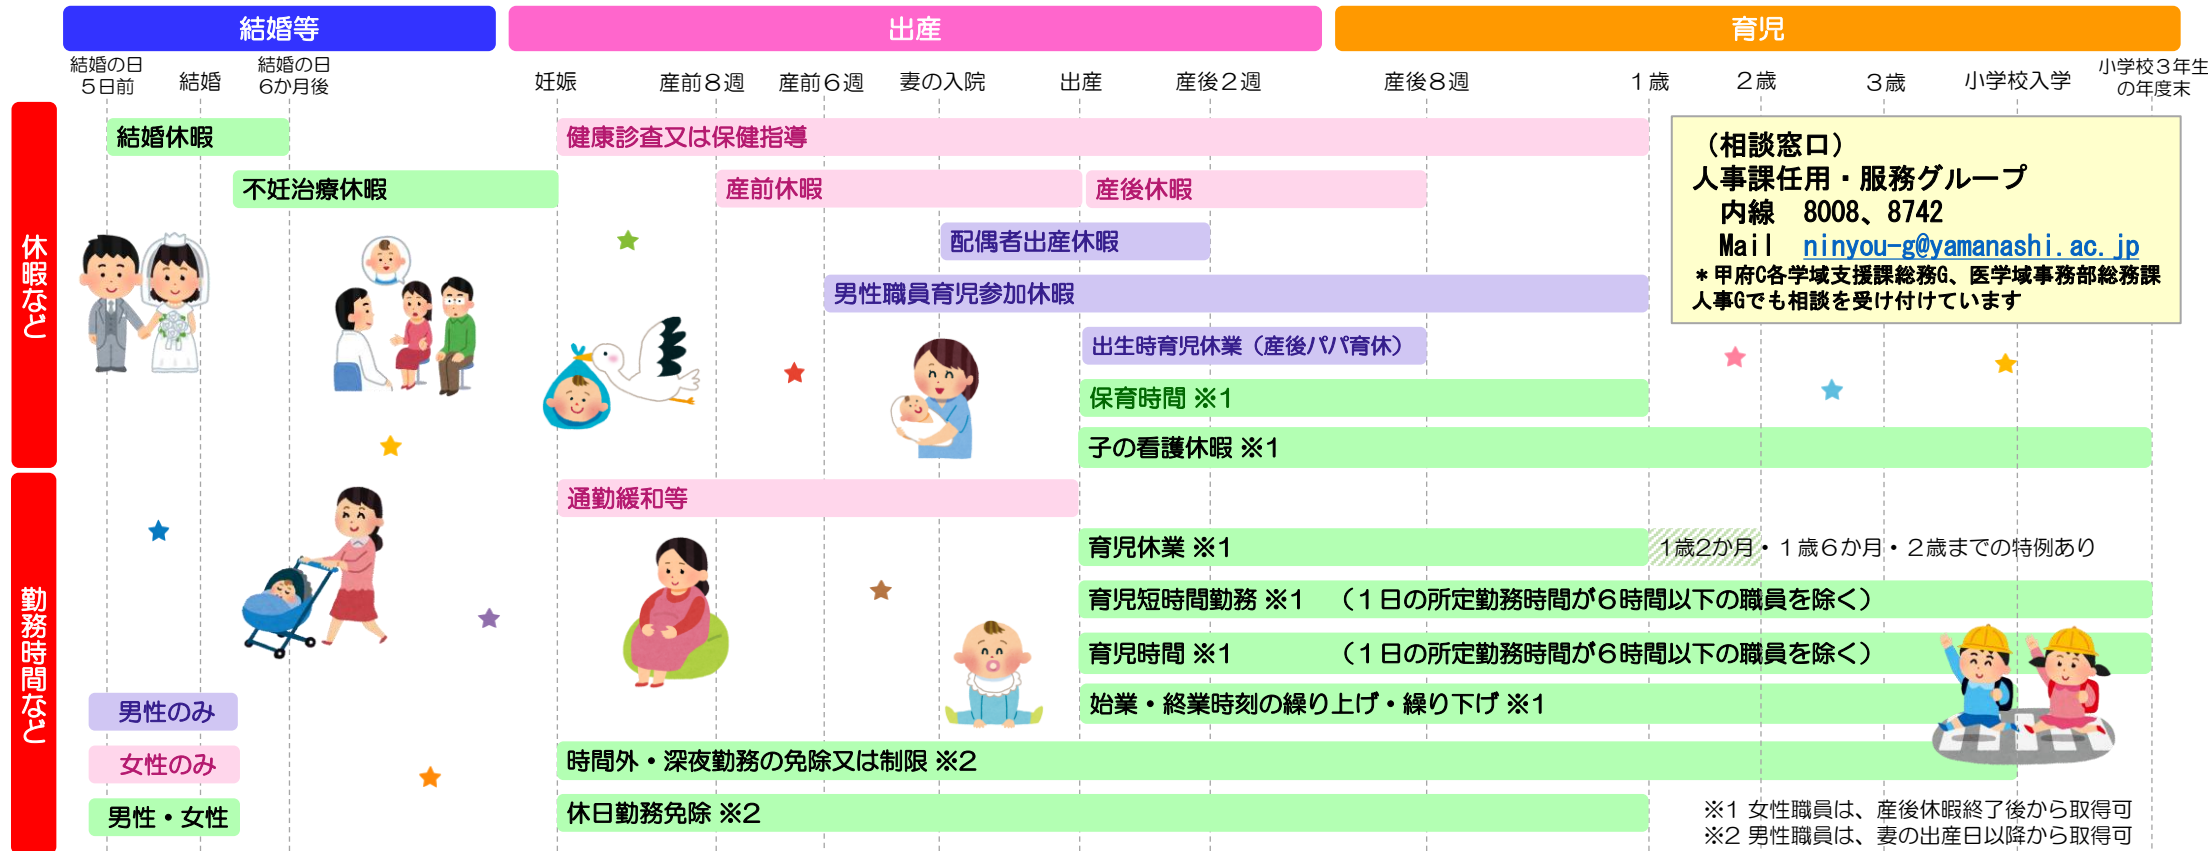 結婚等
出産
育児
結婚の日
5日前
結婚
結婚の日
6か月後
妊娠
産前８週
産前６週
妻の入院
出産
産後２週
産後８週
１歳
２歳
３歳
小学校入学
小学校３年生
の年度末
休暇など
結婚休暇
健康診査又は保健指導
不妊治療休暇
産前休暇
産後休暇
配偶者出産休暇
男性職員育児参加休暇
出生時育児休業（産後パパ育休）
保育時間 ※1
子の看護休暇 ※1
（相談窓口）
人事課任用・服務グループ
内線　8008、8742
Mail　ninyou-g@yamanashi.ac.jp
＊甲府C各学域支援課総務G、医学域事務部総務課
人事Gでも相談を受け付けています
勤務時間など
通勤緩和等
育児休業 ※1
1歳2か月・１歳６か月・２歳までの特例あり
育児短時間勤務 ※1　（１日の所定勤務時間が６時間以下の職員を除く）
育児時間 ※1　（１日の所定勤務時間が６時間以下の職員を除く）
始業・終業時刻の繰り上げ・繰り下げ ※1
時間外・深夜勤務の免除又は制限 ※2
休日勤務免除 ※2
男性のみ
女性のみ
男性・女性
※1 女性職員は、産後休暇終了後から取得可
※2 男性職員は、妻の出産日以降から取得可